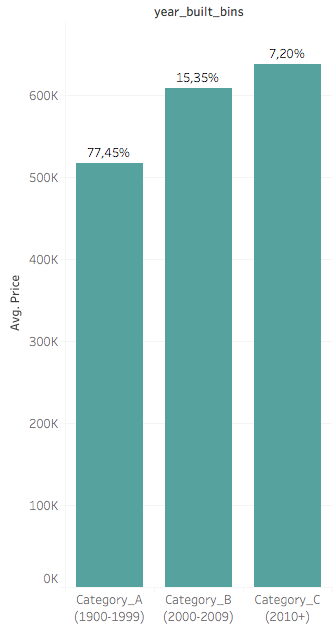 year_built_bins
77,45%
15,35%
7,20%
600K
500K
400K
300K
200K
100K
0K
Avg. Price
Category_A
(1900-1999)
Category_B
(2000-2009)
Category_C
(2010+)